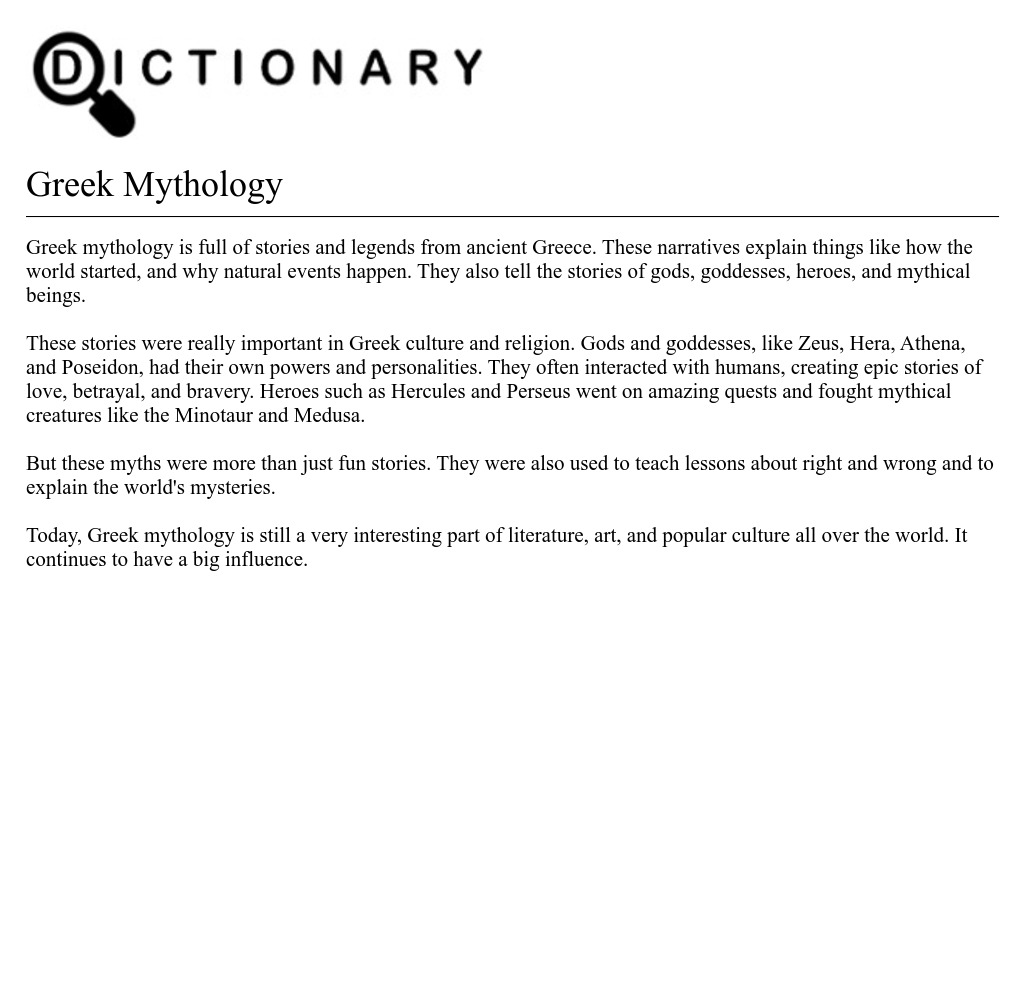 DICTIONARY
Greek Mythology
Greek mythology is full of stories and legends from ancient Greece. These narratives explain things like how the
world started, and why natural events happen. They also tell the stories of gods, goddesses, heroes, and mythical
beings.
These stories were really important in Greek culture and religion. Gods and goddesses, like Zeus, Hera, Athena,
and Poseidon, had their own powers and personalities. They often interacted with humans, creating epic stories of
love, betrayal, and bravery. Heroes such as Hercules and Perseus went on amazing quests and fought mythical
creatures like the Minotaur and Medusa.
But these myths were more than just fun stories. They were also used to teach lessons about right and wrong and to
explain the world's mysteries.
Today, Greek mythology is still a very interesting part of literature, art, and popular culture all over the world. It
continues to have a big influence.